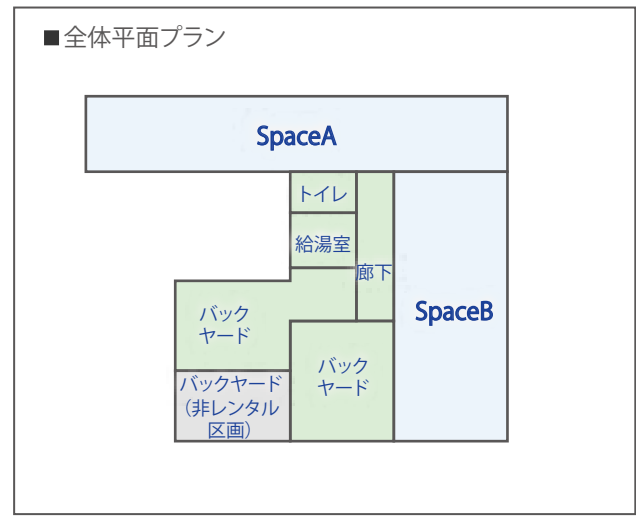 ■全体平面プラン
SpaceA
トイレ
給湯室
廊下
SpaceB
バック
ヤード
バック
ヤード
バックヤード
(非レンタル
区画)